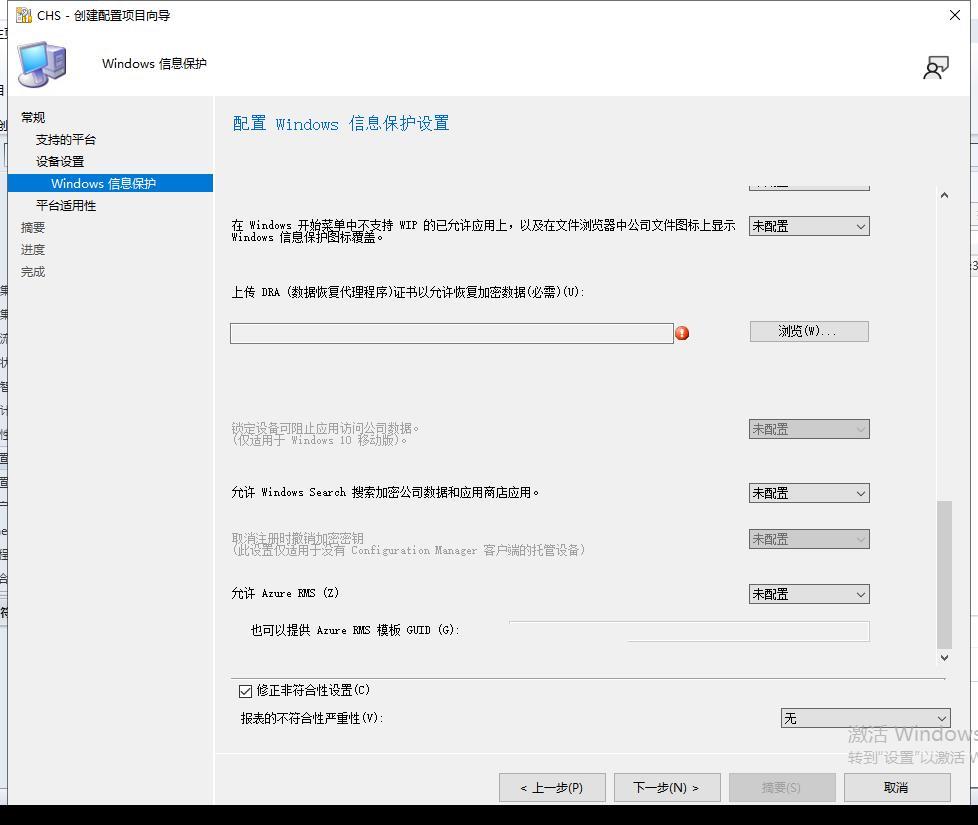 CHS - 创建配置项目向导
Windows 信息保护
常规
支持的平台
设备设置
Windows 信息保护
平台适用性
摘要
进度
完成
配置 Windows 信息保护设置
在 Windows 开始菜单中不支持 WIP 的已允许应用上，以及在文件浏览器中公司文件图标上显示
Windows 信息保护图标覆盖。
未配置
上传 DRA (数据恢复代理程序)证书以允许恢复加密数据(必需)(U):
浏览(W)...
锁定设备可阻止应用访问公司数据。
(仅适用于 Windows 10 移动版)。
未配置
允许 Windows Search 搜索加密公司数据和应用商店应用。
未配置
取消注册时撤销加密密钥
(此设置仅适用于没有 Configuration Manager 客户端的托管设备)
未配置
允许 Azure RMS (Z)
未配置
也可以提供 Azure RMS 模板 GUID (G):
修正非符合性设置(C)
报表的不符合性严重性(V):
无
激活 Windows
转到"设置"以激活 W
< 上一步(P)
下一步(N) >
摘要(S)
取消